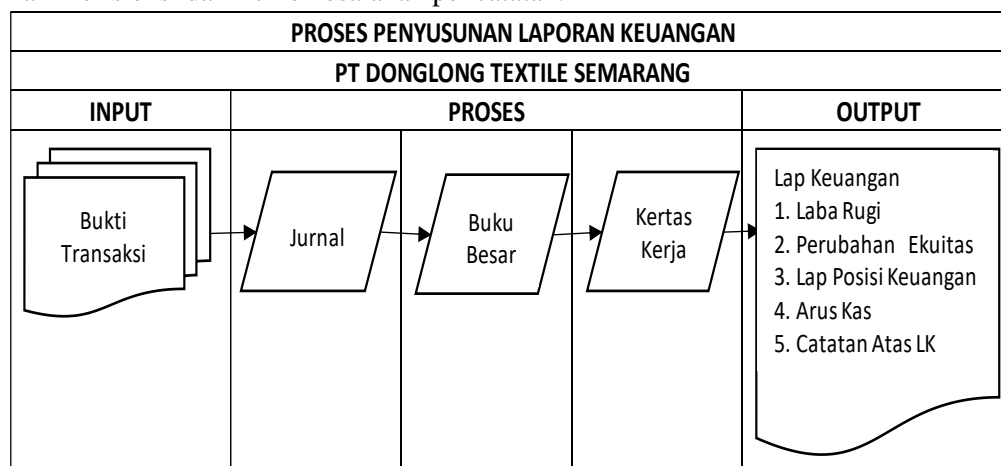 PROSES PENYUSUNAN LAPORAN KEUANGAN
PT DONGLONG TEXTILE SEMARANG
INPUT
PROSES
OUTPUT
Bukti
Transaksi
Jurnal
Buku
Besar
Kertas
Kerja
Lap Keuangan
1. Laba Rugi
2. Perubahan Ekuitas
3. Lap Posisi Keuangan
4. Arus Kas
5. Catatan Atas LK